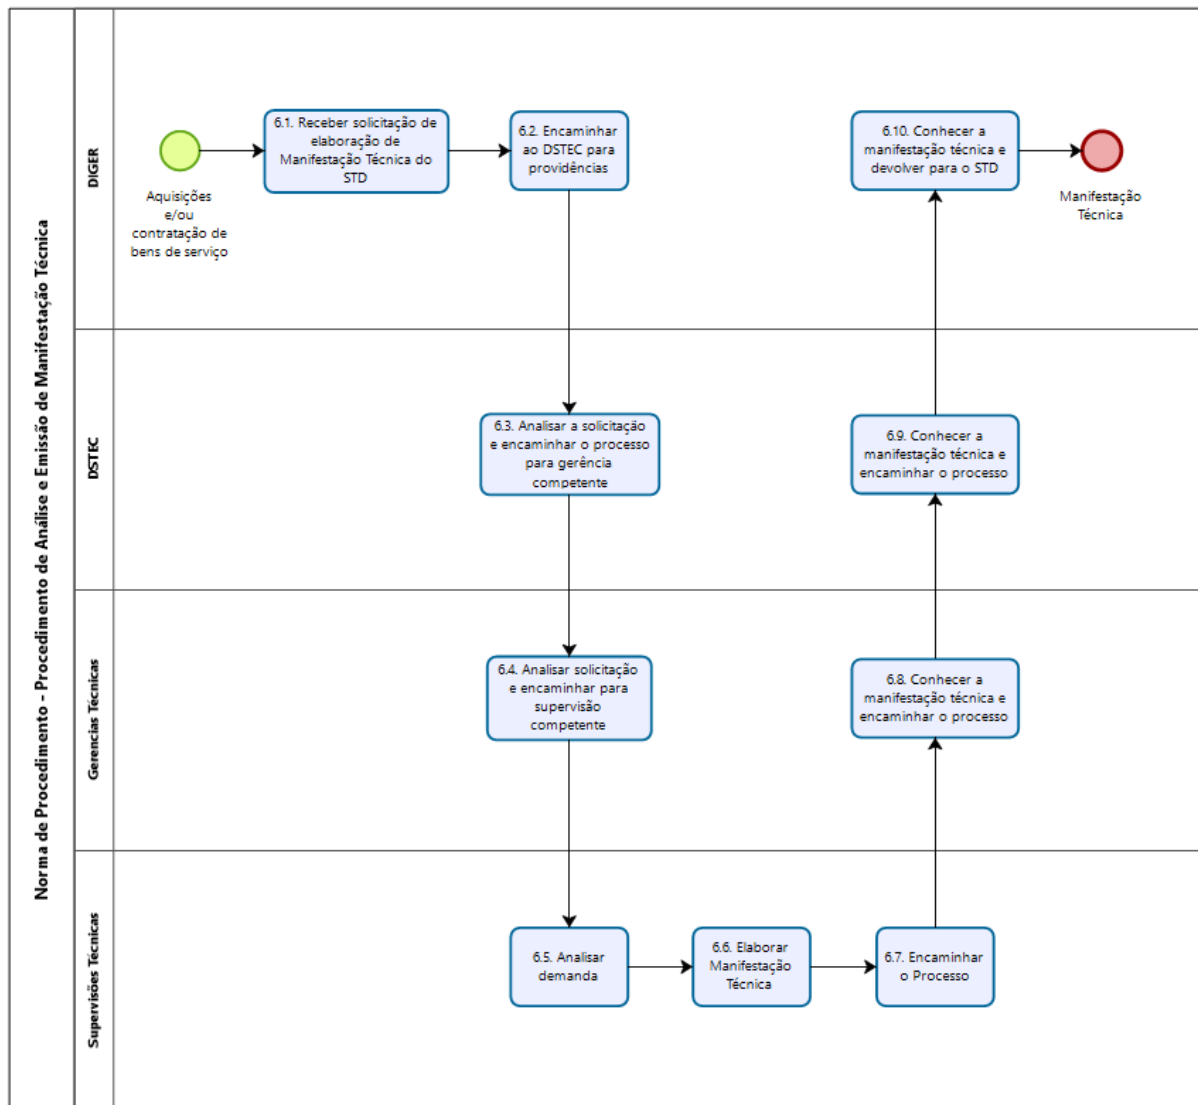 Norma de Procedimento - Procedimento de Análise e Emissão de Manifestação Técnica
DIGER
Aquisições
e/ou
contratação de
bens de serviço
6.1. Receber solicitação de
elaboração de
Manifestação Técnica do
STD
6.2. Encaminhar
ao DSTEC para
providências
6.10. Conhecer a
manifestação técnica e
devolver para o STD
Manifestação
Técnica
DSTEC
6.3. Analisar a solicitação
e encaminhar o processo
para gerência
competente
6.9. Conhecer a
manifestação técnica e
encaminhar o processo
Gerencias Técnicas
6.4. Analisar solicitação
e encaminhar para
supervisão
competente
6.8. Conhecer a
manifestação técnica e
encaminhar o processo
Supervisões Técnicas
6.5. Analisar
demanda
6.6. Elaborar
Manifestação
Técnica
6.7. Encaminhar
o Processo